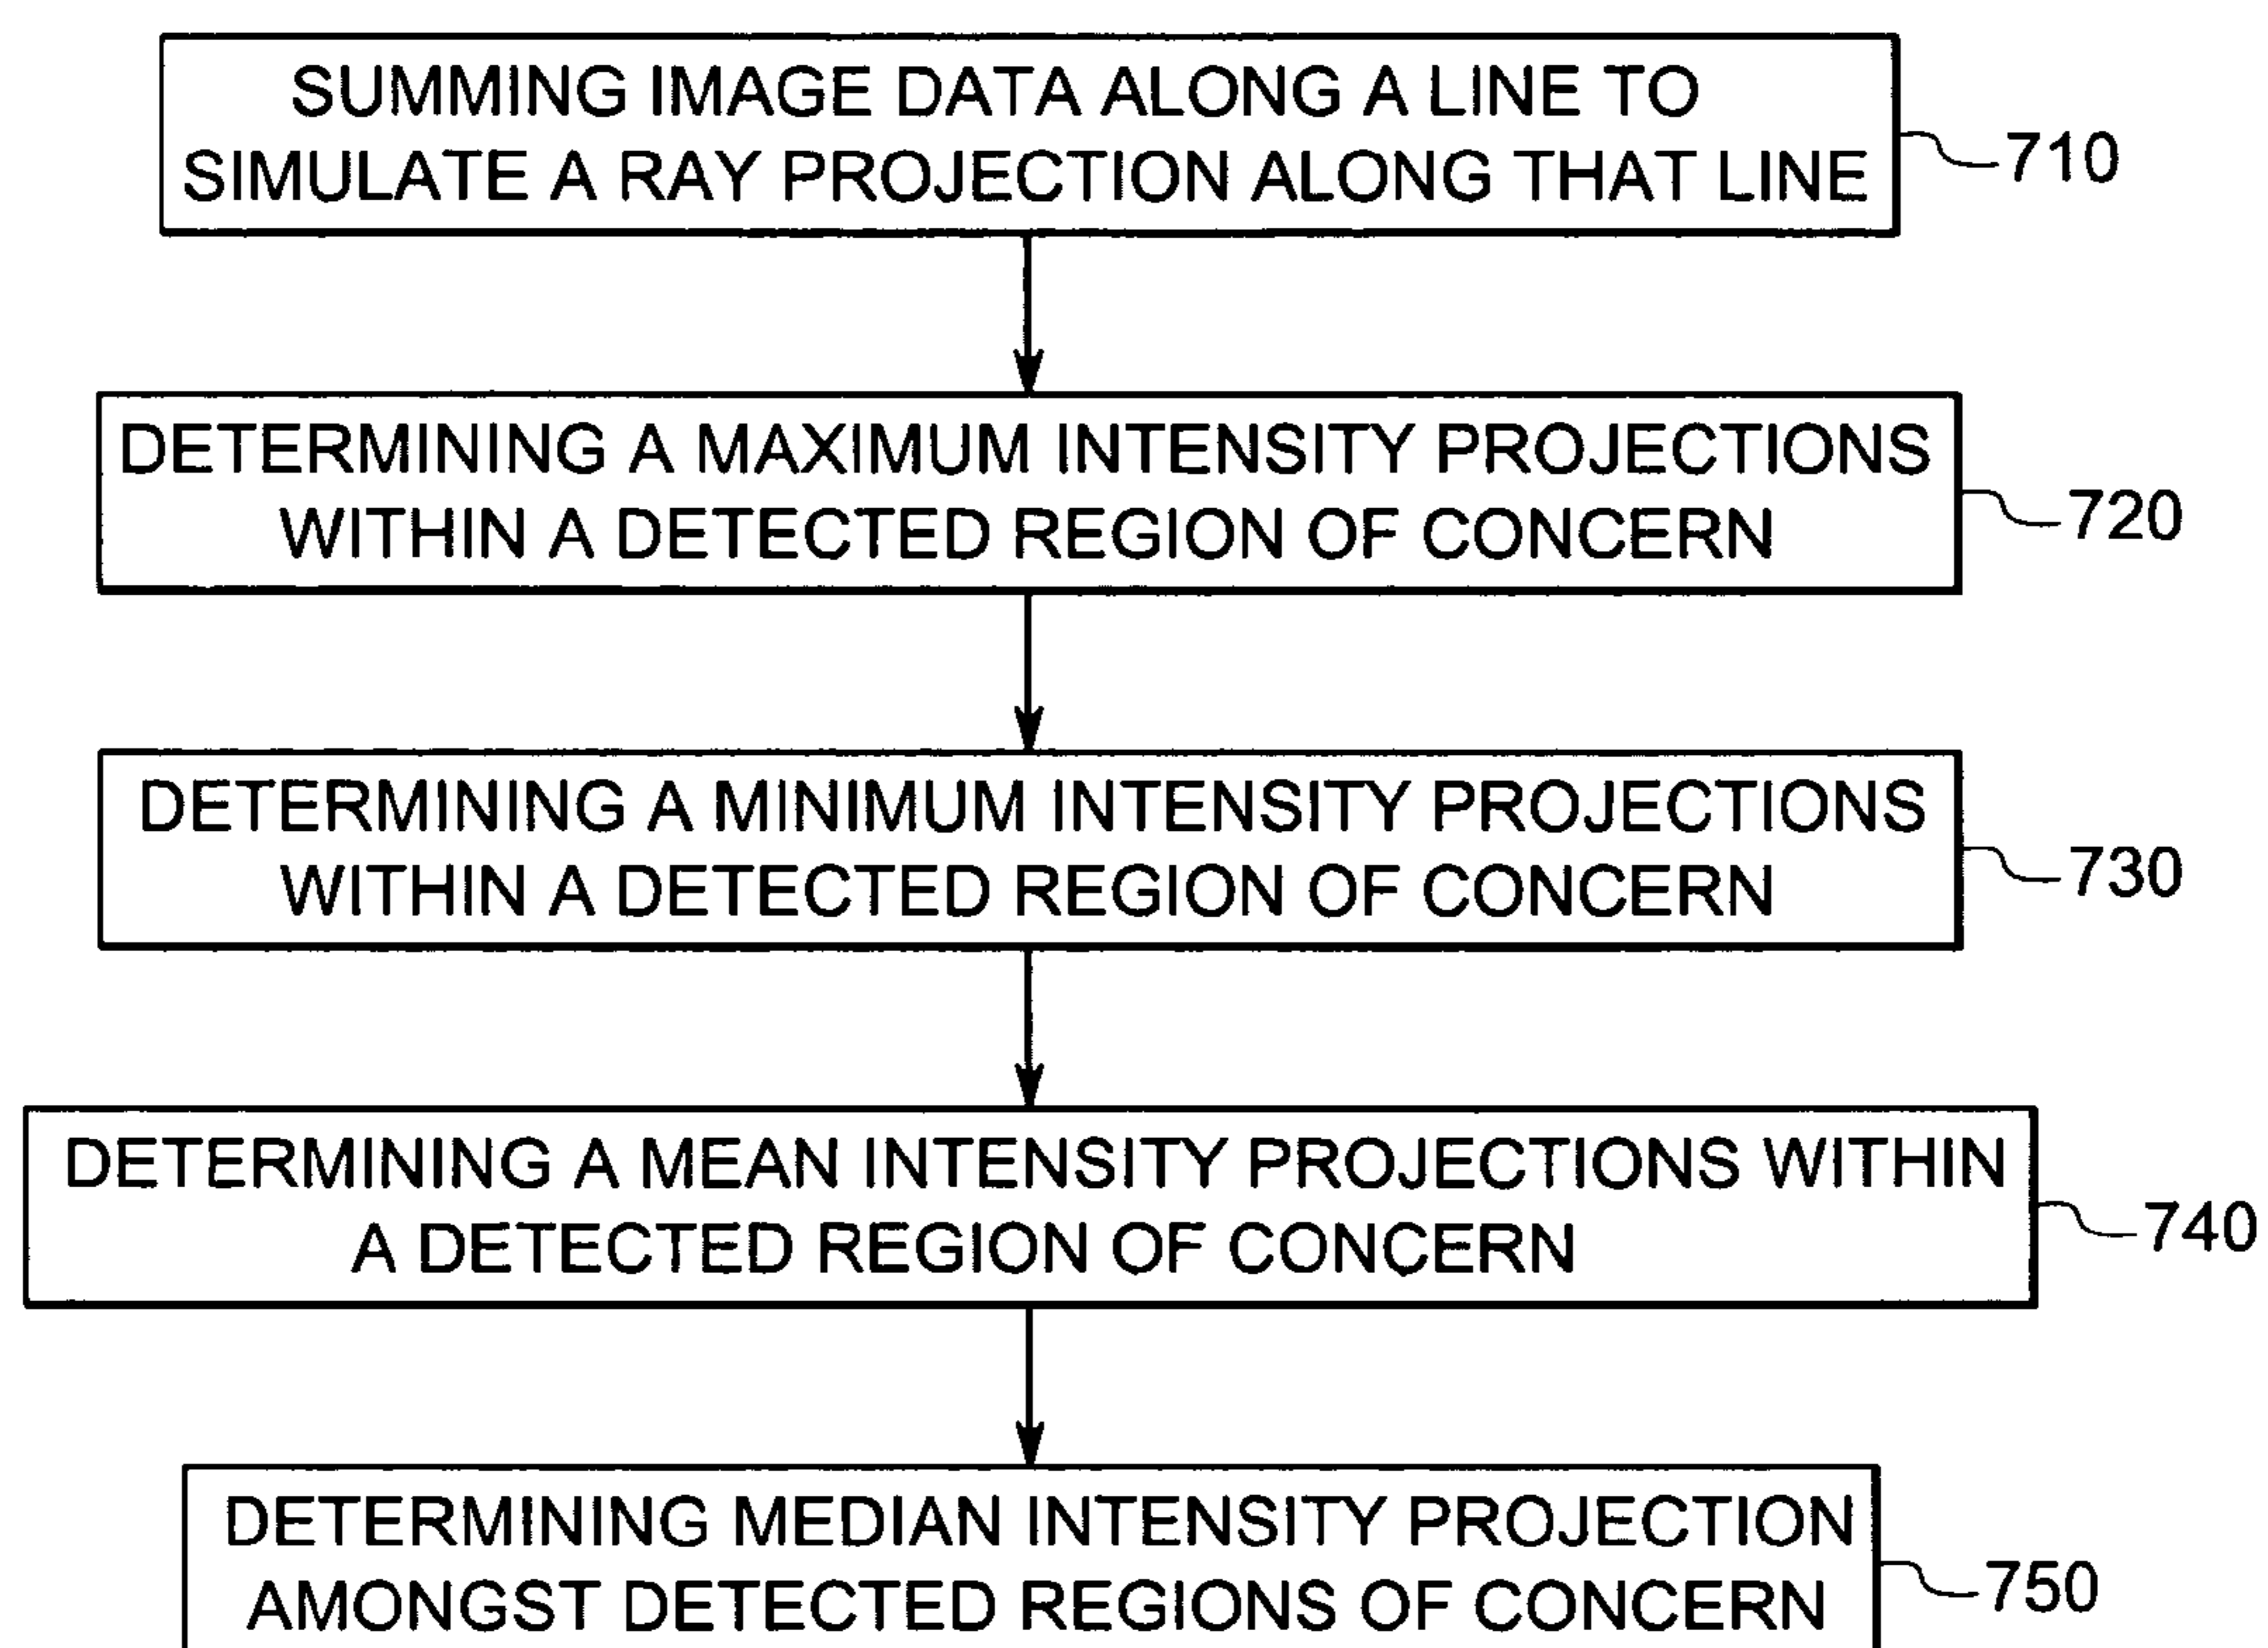 SUMMING IMAGE DATA ALONG A LINE TO
SIMULATE A RAY PROJECTION ALONG THAT LINE
710
DETERMINING A MAXIMUM INTENSITY PROJECTIONS
WITHIN A DETECTED REGION OF CONCERN
720
DETERMINING A MINIMUM INTENSITY PROJECTIONS
WITHIN A DETECTED REGION OF CONCERN
730
DETERMINING A MEAN INTENSITY PROJECTIONS WITHIN
A DETECTED REGION OF CONCERN
740
DETERMINING MEDIAN INTENSITY PROJECTION
AMONGST DETECTED REGIONS OF CONCERN
750